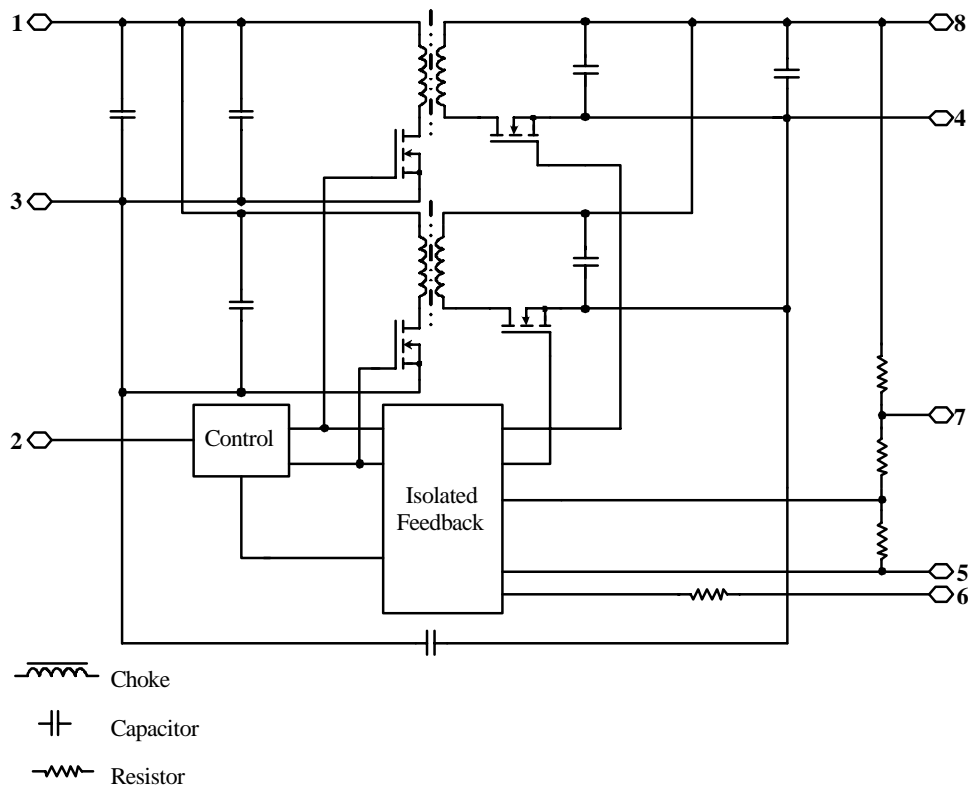 1
8
4
3
7
2
Control
Isolated
Feedback
5
6
Choke
Capacitor
Resistor